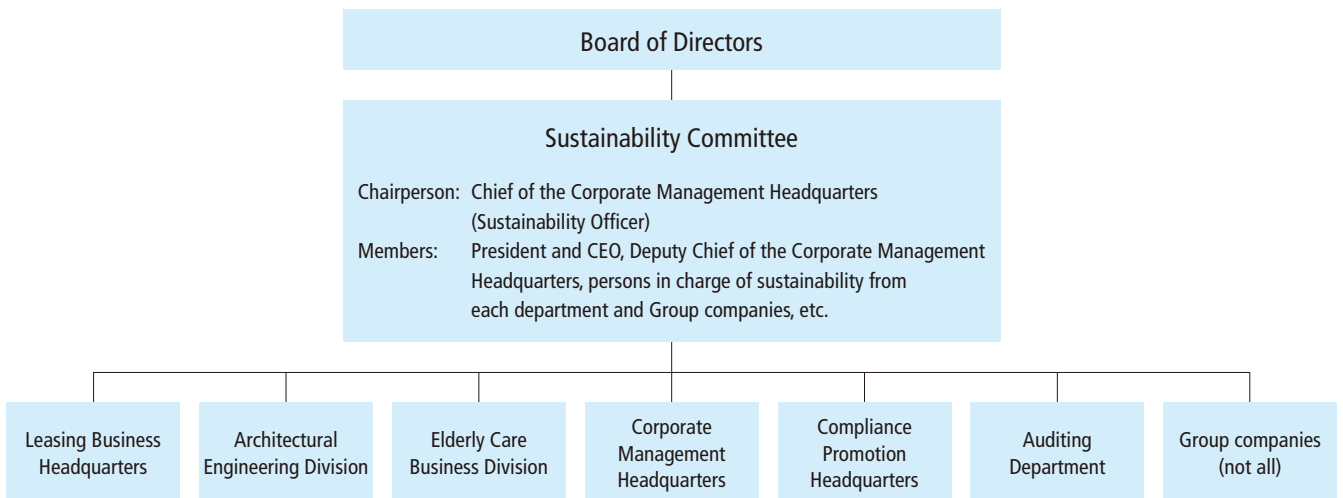 Board of Directors
Sustainability Committee
Chairperson: Chief of the Corporate Management Headquarters
(Sustainability Officer)
Members: President and CEO, Deputy Chief of the Corporate Management
Headquarters, persons in charge of sustainability from
each department and Group companies, etc.
Leasing Business
Headquarters
Architectural
Engineering Division
Elderly Care
Business Division
Corporate
Management
Headquarters
Compliance
Promotion
Headquarters
Auditing
Department
Group companies
(not all)